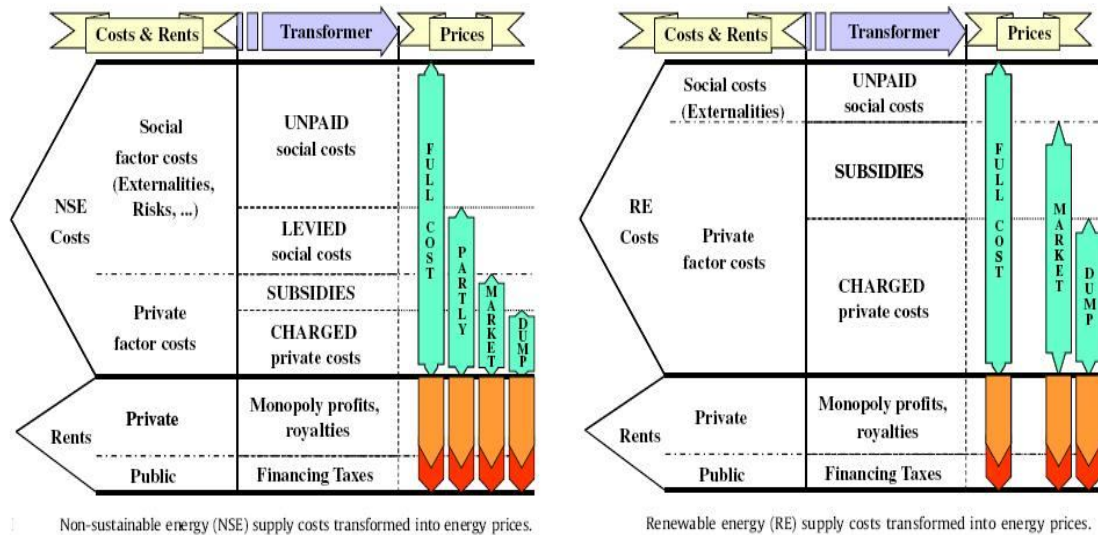 Costs & Rents
Transformer
Prices
NSE
Costs
Social
factor costs
(Externalities,
Risks, ...)
Private
factor costs
UNPAID
social costs
LEVIED
social costs
SUBSIDIES
CHARGED
private costs
FULL COST
PARTLY
MARKET
DUMP
Rents
Private
Public
Monopoly profits,
royalties
Financing Taxes
Non-sustainable energy (NSE) supply costs transformed into energy prices.
Costs & Rents
Transformer
Prices
RE
Costs
Social costs
(Externalities)
Private
factor costs
UNPAID
social costs
SUBSIDIES
CHARGED
private costs
FULL COST
MARKET
DUMP
Rents
Private
Public
Monopoly profits,
royalties
Financing Taxes
Renewable energy (RE) supply costs transformed into energy prices.